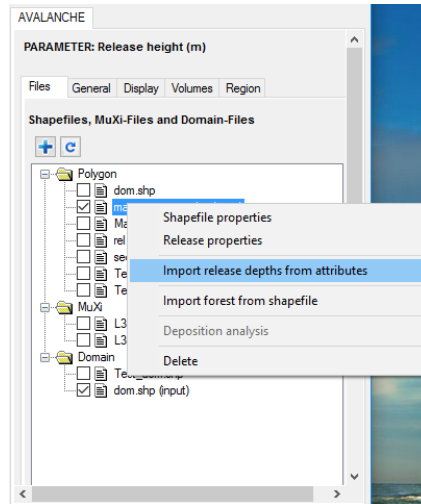 AVALANCHE
PARAMETER: Release height (m)
Files General Display Volumes Region
Shapefiles, MuXi-Files and Domain-Files
Polygon
dom.shp
Shapefile properties
Release properties
Import release depths from attributes
Import forest from shapefile
Deposition analysis
Delete
MuXi
Domain
dom.shp (input)